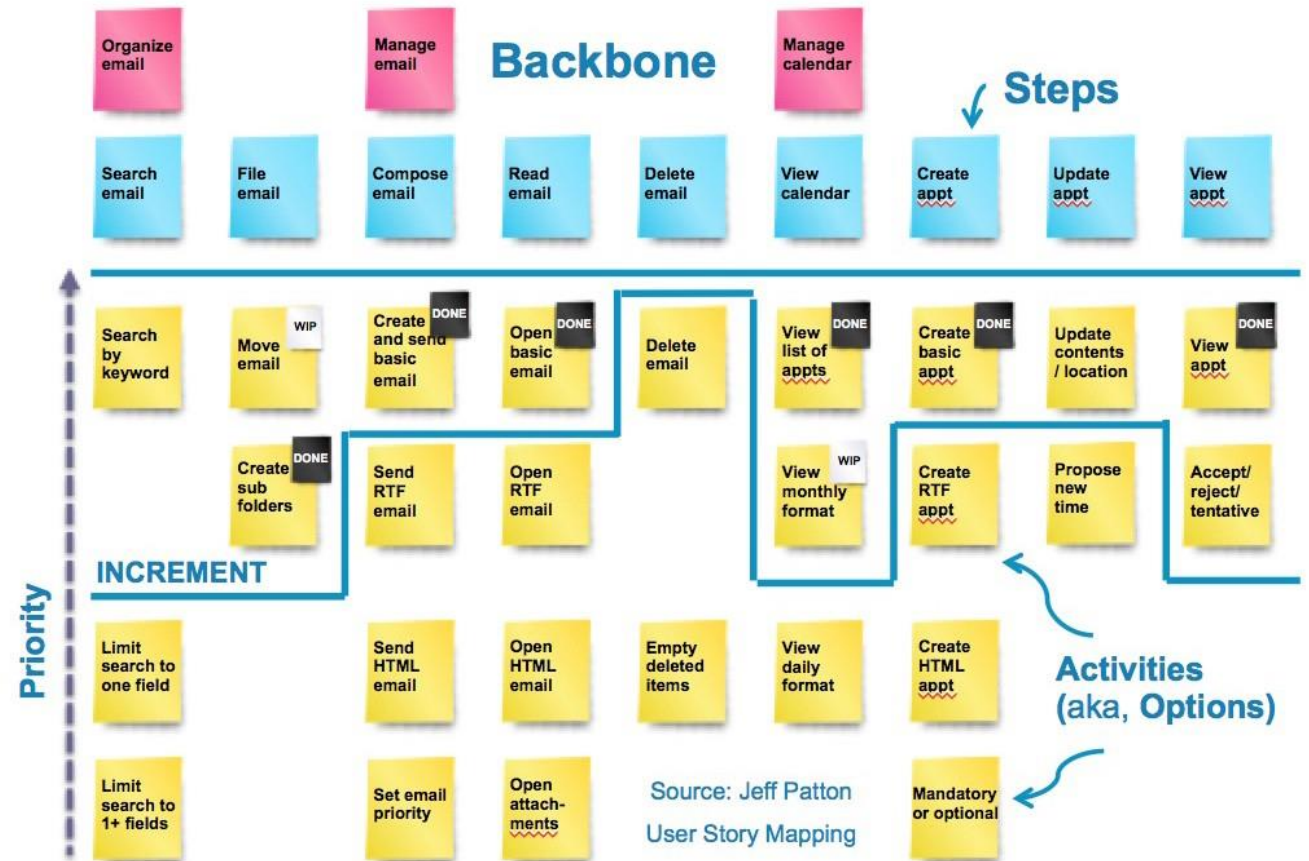 Organize
email
Manage
email
Backbone
Manage
calendar
Steps
Search
email
File
email
Compose
email
Read
email
Delete
email
View
calendar
Create
appt
Update
appt
View
appt
Priority
Search
by
keyword
Move
email
WIP
Create
and send
basic
email
DONE
Open
basic
email
DONE
Delete
email
View
list of
appts
DONE
Create
basic
appt
DONE
Update
contents
/ location
View
appt
DONE
Create
sub
folders
DONE
Send
RTF
email
Open
RTF
email
View
monthly
format
WIP
Create
RTF
appt
Propose
new
time
Accept/
reject/
tentative
INCREMENT
Limit
search to
one field
Send
HTML
email
Open
HTML
email
Empty
deleted
items
View
daily
format
Create
HTML
appt
Activities
(aka, Options)
Limit
search to
1+ fields
Set email
priority
Open
attach-
ments
Source: Jeff Patton
User Story Mapping
Mandatory
or optional